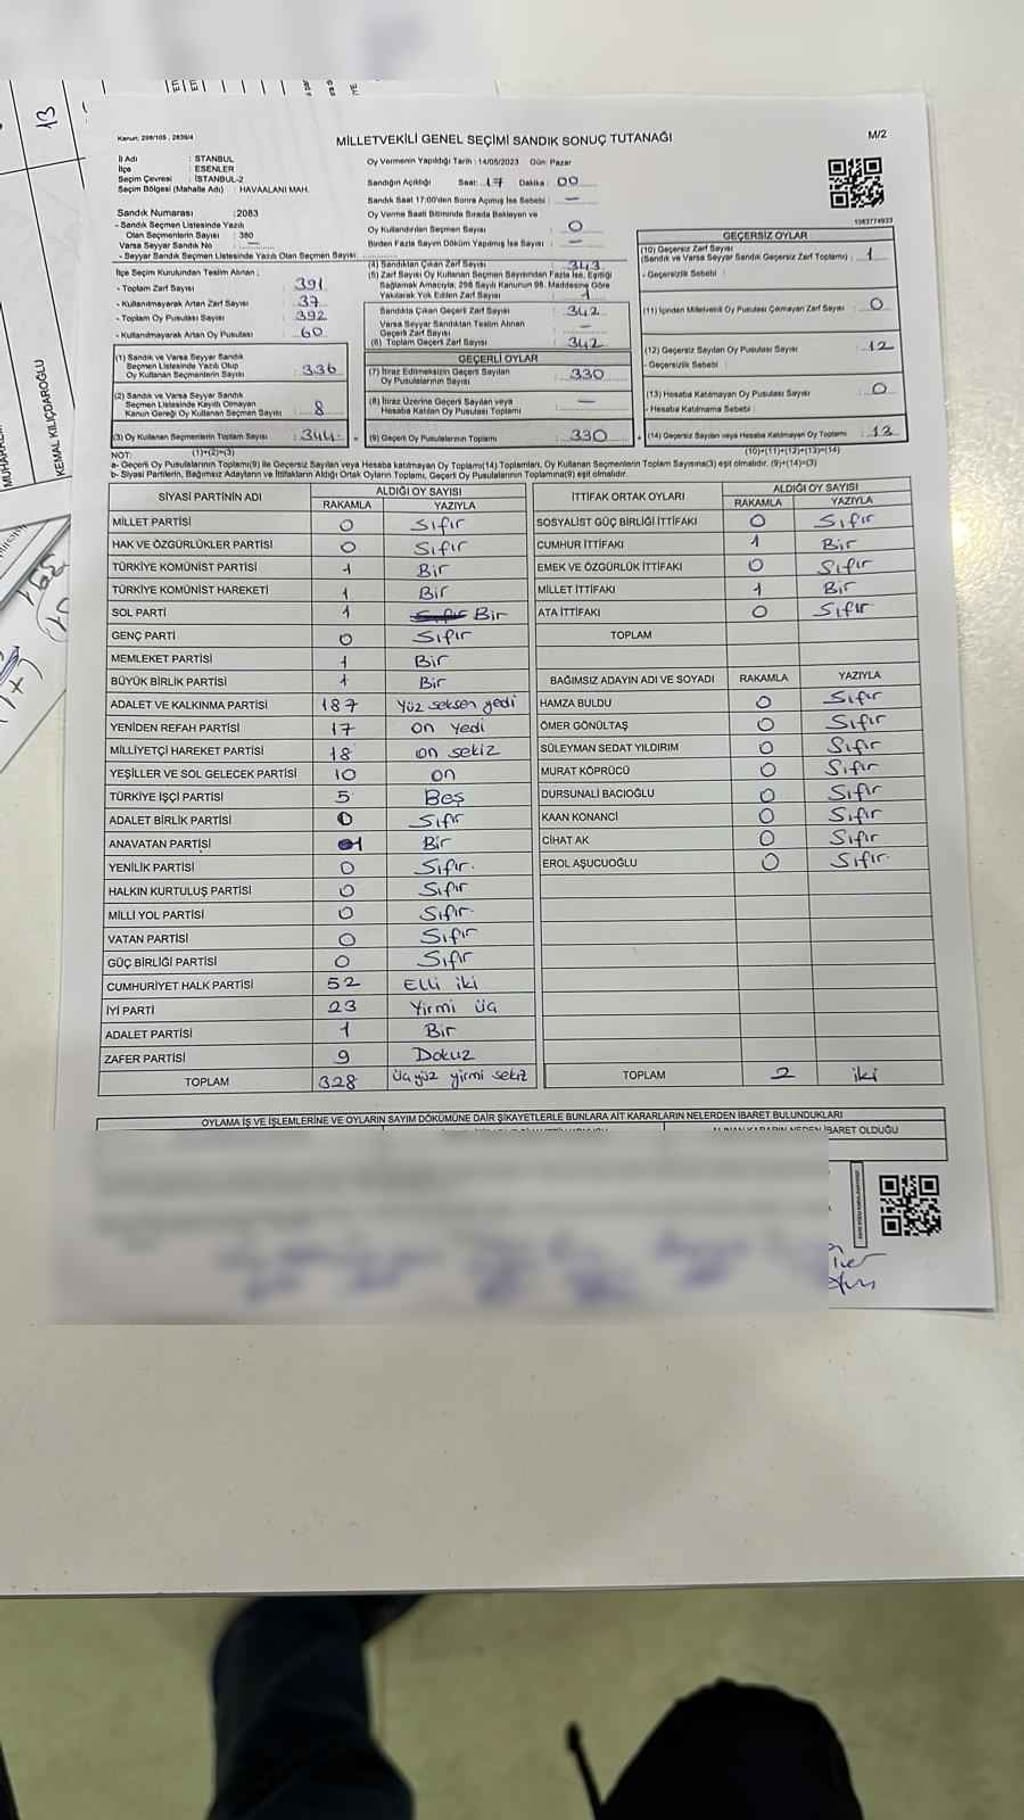 13
KEMAL KILIÇDAROĞLU
Kanun: 298/105 , 2839/4
MİLLETVEKİLİ GENEL SEÇİMİ SANDIK SONUÇ TUTANAĞI
M/2
İl Adı : İSTANBUL
İlçe : ESENLER
Seçim Çevresi : İSTANBUL-2
Seçim Bölgesi (Mahalle Adı) : HAVAALANI MAH.
Oy Vermenin Yapıldığı Tarih : 14/05/2023 Gün: Pazar
Sandığın Açıldığı Saat: 17 Dakika : 00
Sandık Saat 17:00'den Sonra Açılmış İse Sebebi : —
Oy Verme Saati Bitiminde Sırada Bekleyen ve
Oy Kullandırılan Seçmen Sayısı : 0
Birden Fazla Sayım Döküm Yapılmış İse Sayısı : —
1083774933
Sandık Numarası : 2083
- Sandık Seçmen Listesinde Yazılı
Olan Seçmenlerin Sayısı : 380
Varsa Seyyar Sandık No : —
- Seyyar Sandık Seçmen Listesinde Yazılı Olan Seçmen Sayısı
İlçe Seçim Kurulundan Teslim Alınan ;
- Toplam Zarf Sayısı : 391
- Kullanılmayarak Artan Zarf Sayısı : 37
- Toplam Oy Pusulası Sayısı : 392
- Kullanılmayarak Artan Oy Pusulası : 60
(1) Sandık ve Varsa Seyyar Sandık
Seçmen Listesinde Yazılı Olup
Oy Kullanan Seçmenlerin Sayısı : 336
(2) Sandık ve Varsa Seyyar Sandık
Seçmen Listesinde Kayıtlı Olmayan
Kanun Gereği Oy Kullanan Seçmen Sayısı : 8
(3) Oy Kullanan Seçmenlerin Toplam Sayısı : 344
(1)+(2)=(3)
(4) Sandıktan Çıkan Zarf Sayısı : 343
(5) Zarf Sayısı Oy Kullanan Seçmen Sayısından Fazla İse, Eşitliği
Sağlamak Amacıyla, 298 Sayılı Kanunun 98. Maddesine Göre
Yakılarak Yok Edilen Zarf Sayısı : 1
Sandıkta Çıkan Geçerli Zarf Sayısı : 342
Varsa Seyyar Sandıktan Teslim Alınan
Geçerli Zarf Sayısı : —
(6) Toplam Geçerli Zarf Sayısı : 342
GEÇERLİ OYLAR
(7) İtiraz Edilmeksizin Geçerli Sayılan
Oy Pusulalarının Sayısı : 330
(8) İtiraz Üzerine Geçerli Sayılan veya
Hesaba Katılan Oy Pusulası Toplamı : —
(9) Geçerli Oy Pusulalarının Toplamı : 330
GEÇERSİZ OYLAR
(10) Geçersiz Zarf Sayısı
(Sandık ve Varsa Seyyar Sandık Geçersiz Zarf Toplamı) : 1
- Geçersizlik Sebebi :
(11) İçinden Milletvekili Oy Pusulası Çıkmayan Zarf Sayısı : 0
(12) Geçersiz Sayılan Oy Pusulası Sayısı : 12
- Geçersizlik Sebebi :
(13) Hesaba Katılmayan Oy Pusulası Sayısı : 0
- Hesaba Katılmama Sebebi :
(14) Geçersiz Sayılan veya Hesaba Katılmayan Oy Toplamı : 13
(10)+(11)+(12)+(13)=(14)
NOT:
a- Geçerli Oy Pusulalarının Toplamı(9) ile Geçersiz Sayılan veya Hesaba katılmayan Oy Toplamı(14) Toplamları, Oy Kullanan Seçmenlerin Toplam Sayısına(3) eşit olmalıdır. (9)+(14)=(3)
b- Siyasi Partilerin, Bağımsız Adayların ve İttifakların Aldığı Ortak Oyların Toplamı, Geçerli Oy Pusulalarının Toplamına(9) eşit olmalıdır.
SİYASİ PARTİNİN ADI ALDIĞI OY SAYISI
RAKAMLA YAZIYLA
MİLLET PARTİSİ 0 Sıfır
HAK VE ÖZGÜRLÜKLER PARTİSİ 0 Sıfır
TÜRKİYE KOMÜNİST PARTİSİ 1 Bir
TÜRKİYE KOMÜNİST HAREKETİ 1 Bir
SOL PARTİ 1 Sıfır Bir
GENÇ PARTİ 0 Sıfır
MEMLEKET PARTİSİ 1 Bir
BÜYÜK BİRLİK PARTİSİ 1 Bir
ADALET VE KALKINMA PARTİSİ 187 Yüz seksen yedi
YENİDEN REFAH PARTİSİ 17 on yedi
MİLLİYETÇİ HAREKET PARTİSİ 18 on sekiz
YEŞİLLER VE SOL GELECEK PARTİSİ 10 on
TÜRKİYE İŞÇİ PARTİSİ 5 Beş
ADALET BİRLİK PARTİSİ 0 Sıfır
ANAVATAN PARTİSİ 1 Bir
YENİLİK PARTİSİ 0 Sıfır.
HALKIN KURTULUŞ PARTİSİ 0 Sıfır
MİLLİ YOL PARTİSİ 0 Sıfır
VATAN PARTİSİ 0 Sıfır
GÜÇ BİRLİĞİ PARTİSİ 0 Sıfır
CUMHURİYET HALK PARTİSİ 52 Elli iki
İYİ PARTİ 23 Yirmi üç
ADALET PARTİSİ 1 Bir
ZAFER PARTİSİ 9 Dokuz
TOPLAM 328 Üçyüz yirmi sekiz
İTTİFAK ORTAK OYLARI ALDIĞI OY SAYISI
RAKAMLA YAZIYLA
SOSYALİST GÜÇ BİRLİĞİ İTTİFAKI 0 Sıfır
CUMHUR İTTİFAKI 1 Bir
EMEK VE ÖZGÜRLÜK İTTİFAKI 0 Sıfır
MİLLET İTTİFAKI 1 Bir
ATA İTTİFAKI 0 Sıfır
TOPLAM
BAĞIMSIZ ADAYIN ADI VE SOYADI RAKAMLA YAZIYLA
HAMZA BULDU 0 Sıfır
ÖMER GÖNÜLTAŞ 0 Sıfır
SÜLEYMAN SEDAT YILDIRIM 0 Sıfır
MURAT KÖPRÜCÜ 0 Sıfır
DURSUNALİ BACIOĞLU 0 Sıfır
KAAN KONANCİ 0 Sıfır
CİHAT AK 0 Sıfır
EROL AŞUCUOĞLU 0 Sıfır
TOPLAM 2 iki
OYLAMA İŞ VE İŞLEMLERİNE VE OYLARIN SAYIM DÖKÜMÜNE DAİR ŞİKAYETLERLE BUNLARA AİT KARARLARIN NELERDEN İBARET BULUNDUKLARI
ALINAN KARARIN NEDEN İBARET OLDUĞU